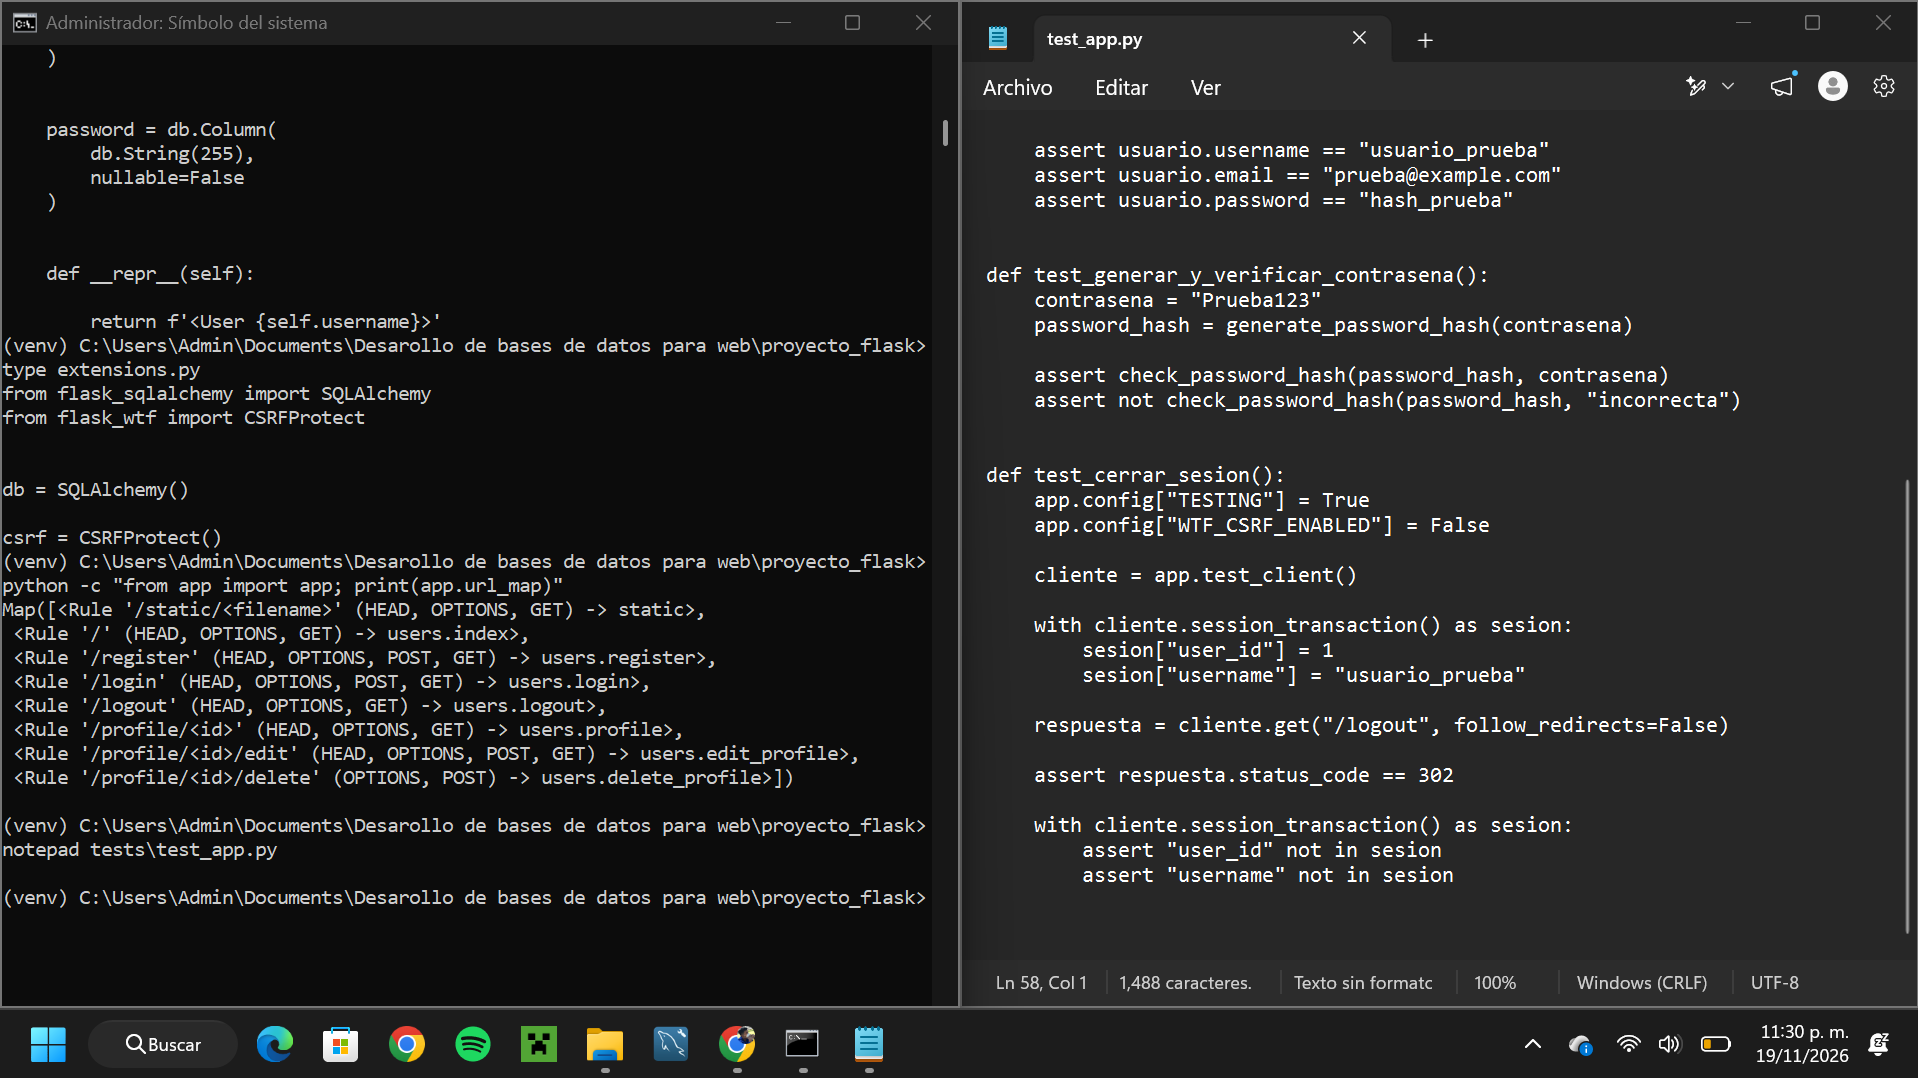 Administrador: Símbolo del sistema
    )
    password = db.Column(
        db.String(255),
        nullable=False
    )
    def __repr__(self):
        return f'<User {self.username}>'
(venv) C:\Users\Admin\Documents\Desarollo de bases de datos para web\proyecto_flask>
type extensions.py
from flask_sqlalchemy import SQLAlchemy
from flask_wtf import CSRFProtect
db = SQLAlchemy()
csrf = CSRFProtect()
(venv) C:\Users\Admin\Documents\Desarollo de bases de datos para web\proyecto_flask>
python -c "from app import app; print(app.url_map)"
Map([<Rule '/static/<filename>' (HEAD, OPTIONS, GET) -> static>,
 <Rule '/' (HEAD, OPTIONS, GET) -> users.index>,
 <Rule '/register' (HEAD, OPTIONS, POST, GET) -> users.register>,
 <Rule '/login' (HEAD, OPTIONS, POST, GET) -> users.login>,
 <Rule '/logout' (HEAD, OPTIONS, GET) -> users.logout>,
 <Rule '/profile/<id>' (HEAD, OPTIONS, GET) -> users.profile>,
 <Rule '/profile/<id>/edit' (HEAD, OPTIONS, POST, GET) -> users.edit_profile>,
 <Rule '/profile/<id>/delete' (OPTIONS, POST) -> users.delete_profile>])
(venv) C:\Users\Admin\Documents\Desarollo de bases de datos para web\proyecto_flask>
notepad tests\test_app.py
(venv) C:\Users\Admin\Documents\Desarollo de bases de datos para web\proyecto_flask>
test_app.py
Archivo Editar Ver
    assert usuario.username == "usuario_prueba"
    assert usuario.email == "prueba@example.com"
    assert usuario.password == "hash_prueba"
def test_generar_y_verificar_contrasena():
    contrasena = "Prueba123"
    password_hash = generate_password_hash(contrasena)
    assert check_password_hash(password_hash, contrasena)
    assert not check_password_hash(password_hash, "incorrecta")
def test_cerrar_sesion():
    app.config["TESTING"] = True
    app.config["WTF_CSRF_ENABLED"] = False
    cliente = app.test_client()
    with cliente.session_transaction() as sesion:
        sesion["user_id"] = 1
        sesion["username"] = "usuario_prueba"
    respuesta = cliente.get("/logout", follow_redirects=False)
    assert respuesta.status_code == 302
    with cliente.session_transaction() as sesion:
        assert "user_id" not in sesion
        assert "username" not in sesion
Ln 58, Col 1 1,488 caracteres. Texto sin formatc 100% Windows (CRLF) UTF-8
Buscar
11:30 p. m.
19/11/2026